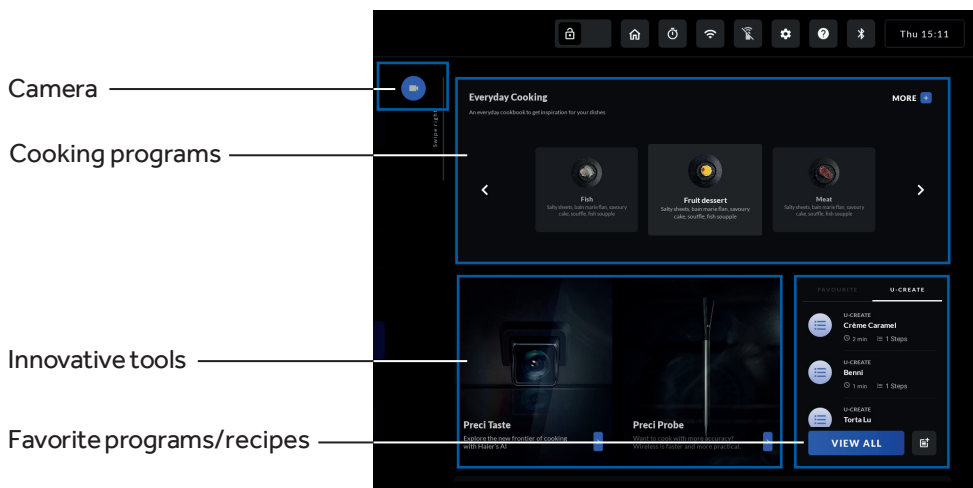 Thu 15:11
Camera
Swipe right
Everyday Cooking
MORE +
An everyday cookbook to get inspiration for your dishes
Cooking programs
Fish
Salty sheets, bain marie flan, savoury
cake, souffle, fish soupple
Fruit dessert
Salty sheets, bain marie flan, savoury
cake, souffle, fish soupple
Meat
Salty sheets, bain marie flan, savoury
cake, souffle, fish soupple
FAVOURITE U-CREATE
U-CREATE
Crème Caramel
2 min 1 Steps
U-CREATE
Benni
1 min 1 Steps
U-CREATE
Torta Lu
VIEW ALL
Innovative tools
Preci Taste
Explore the new frontier of cooking
with Haier's AI
Preci Probe
Want to cook with more accuracy?
Wireless is faster and more practical.
Favorite programs/recipes